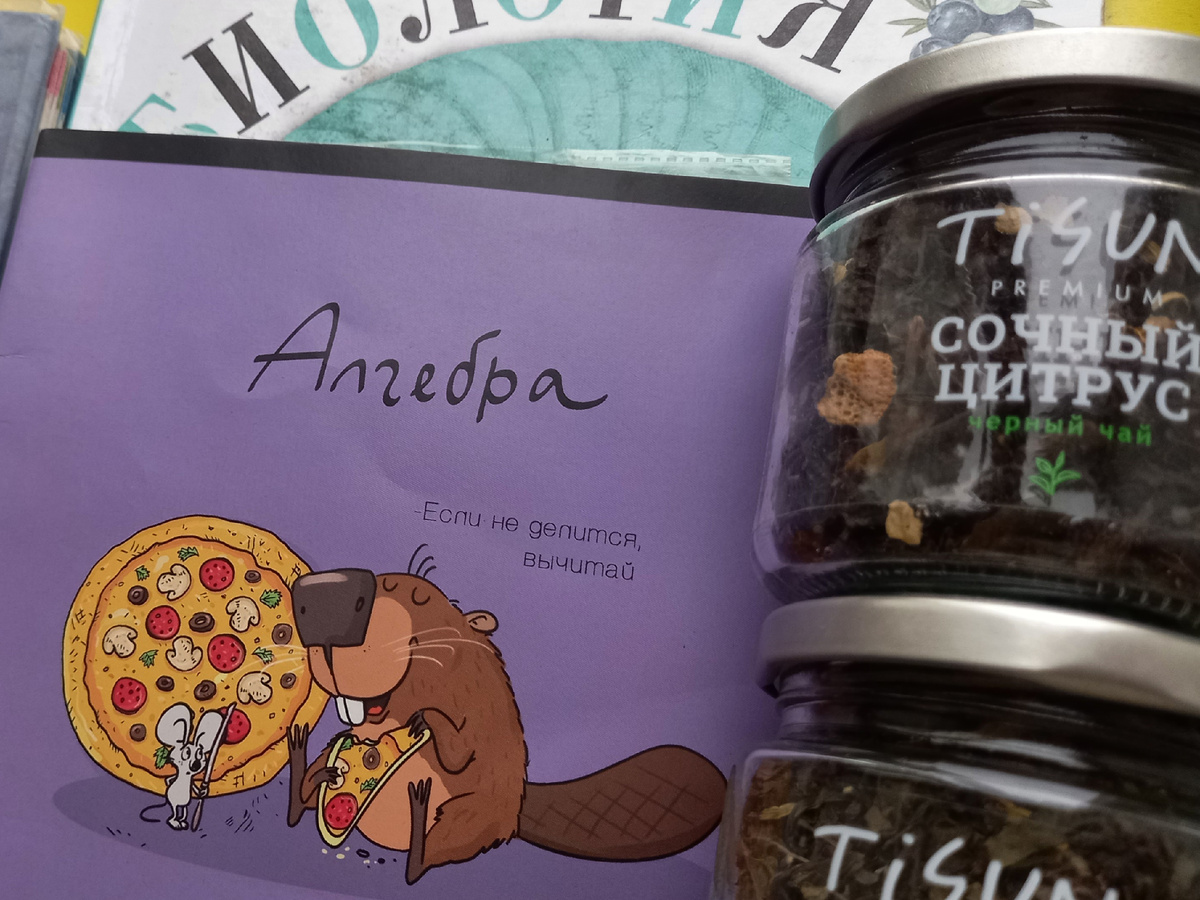 БИОЛОГИЯ
Алгебра
-Если не делится,
вычитай
TiSUN
PREMIUM
СОЧНЫЙ
ЦИТРУС
черный чай
TiSUN